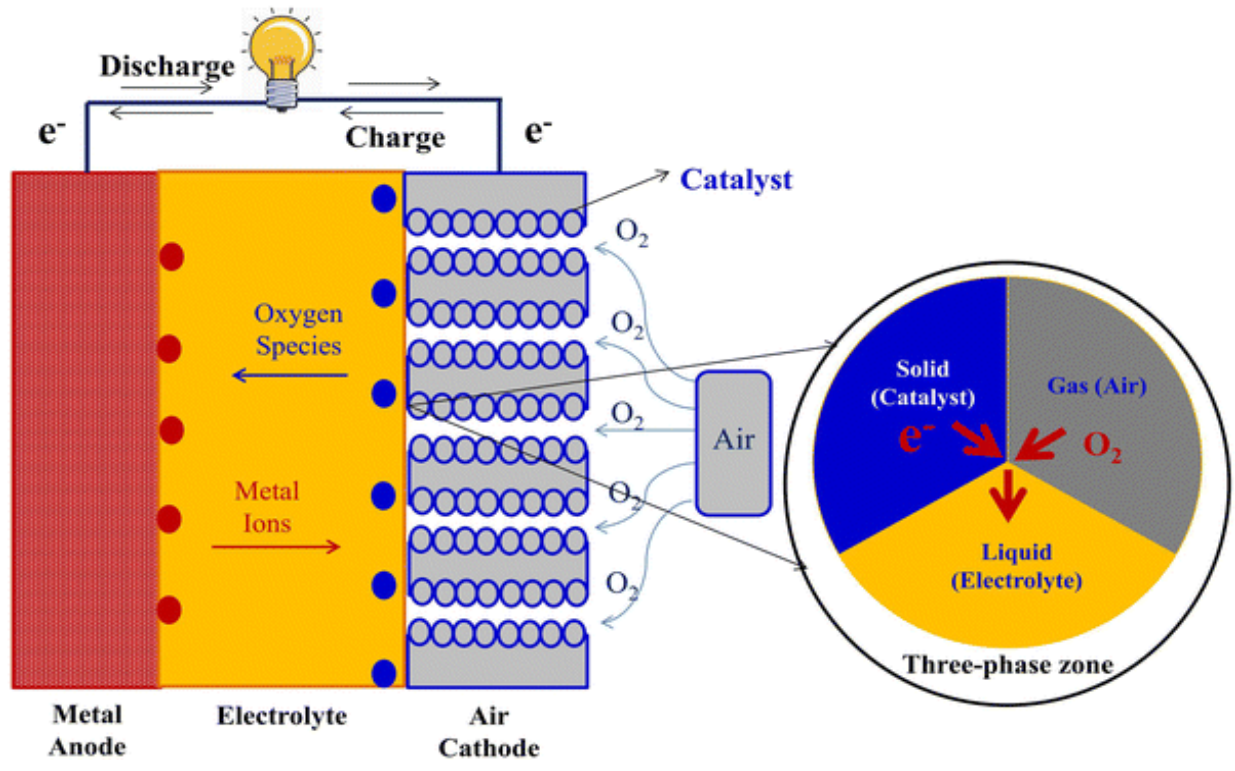 Discharge
Charge
e⁻
e⁻
Catalyst
O₂
O₂
O₂
O₂
O₂
Oxygen
Species
Metal
Ions
Air
Solid
(Catalyst)
Gas (Air)
e⁻
O₂
Liquid
(Electrolyte)
Three-phase zone
Metal
Anode
Electrolyte
Air
Cathode